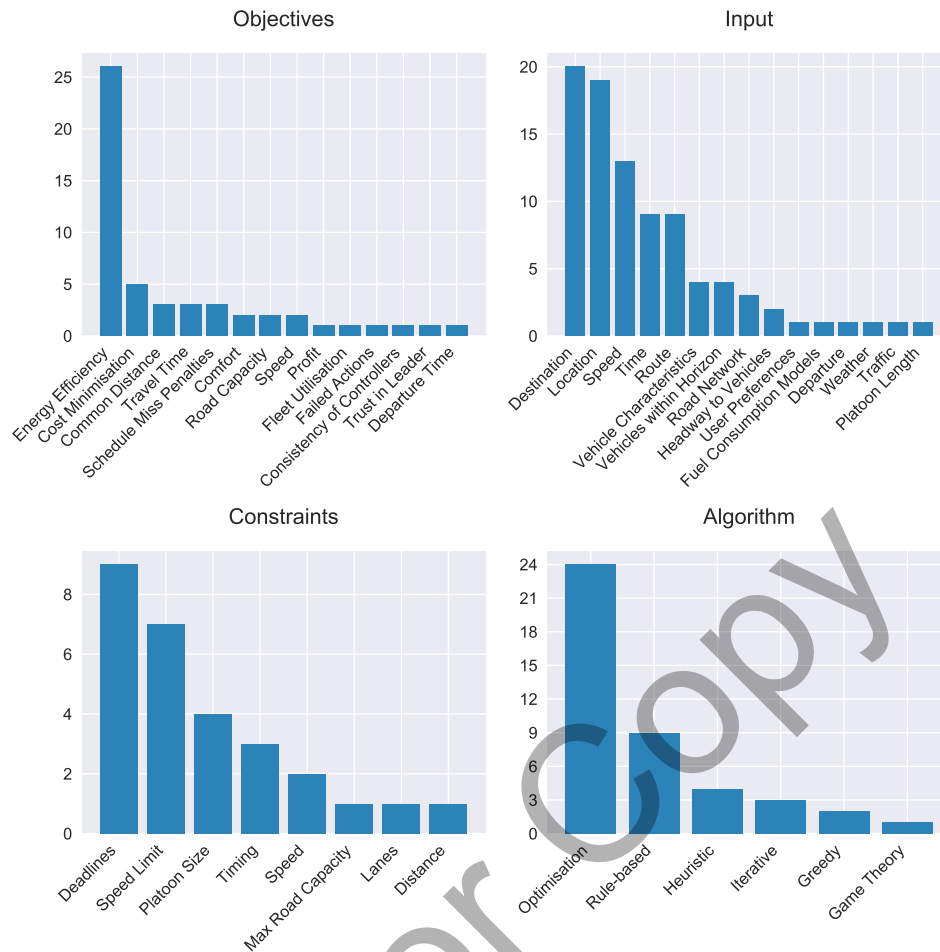 Objectives
25
20
15
10
5
0
Energy Efficiency
Cost Minimisation
Common Distance
Travel Time
Schedule Miss Penalties
Comfort
Road Capacity
Speed
Profit
Fleet Utilisation
Failed Actions
Consistency of Controllers
Trust in Leader
Departure Time
Input
20
15
10
5
0
Destination
Location
Speed
Time
Route
Vehicle Characteristics
Vehicles within Horizon
Road Network
Headway to Vehicles
User Preferences
Fuel Consumption Models
Departure
Weather
Traffic
Platoon Length
Constraints
8
6
4
2
0
Deadlines
Speed Limit
Platoon Size
Timing
Speed
Max Road Capacity
Lanes
Distance
Algorithm
24
21
18
15
12
9
6
3
0
Optimisation
Rule-based
Heuristic
Iterative
Greedy
Game Theory
or Copy